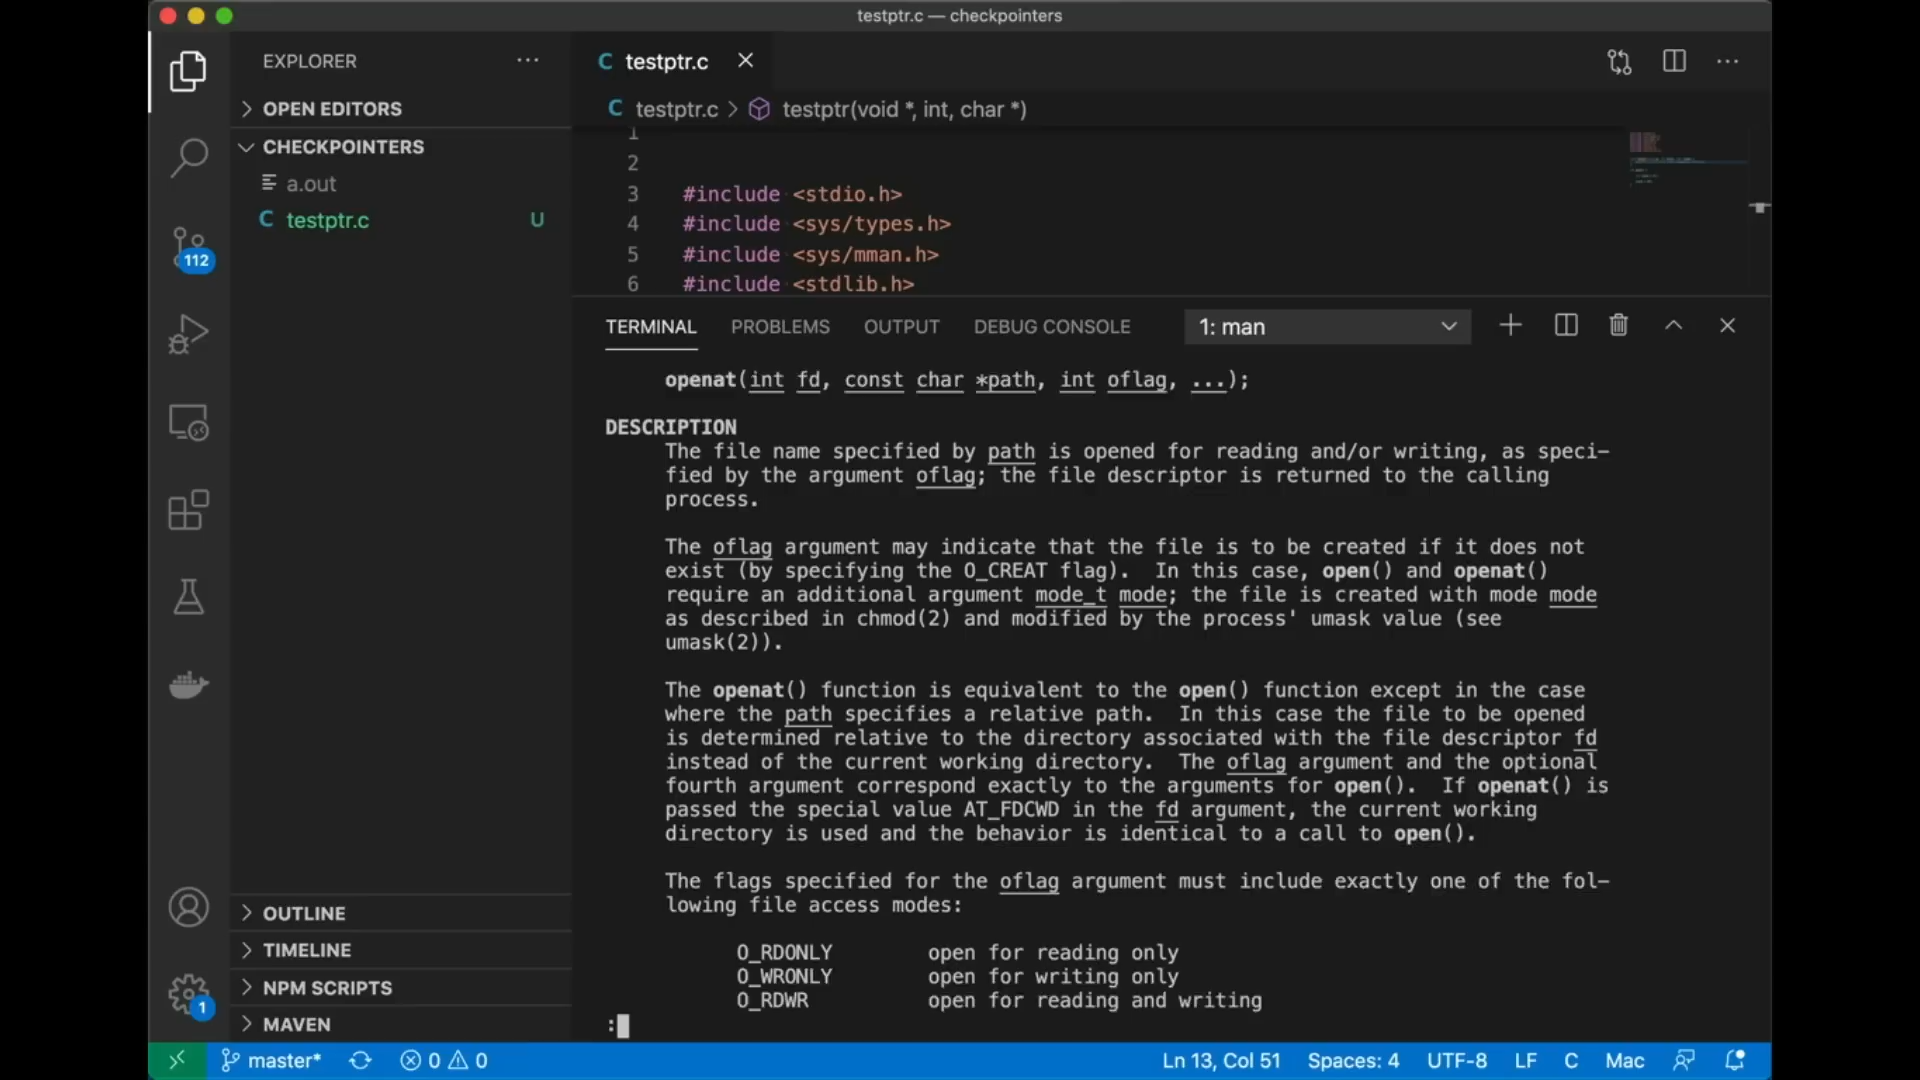 testptr.c — checkpointers
EXPLORER
OPEN EDITORS
CHECKPOINTERS
a.out
C testptr.c U
112
1
OUTLINE
TIMELINE
NPM SCRIPTS
MAVEN
C testptr.c
C testptr.c > testptr(void *, int, char *)
1
2
3 #include <stdio.h>
4 #include <sys/types.h>
5 #include <sys/mman.h>
6 #include <stdlib.h>
TERMINAL PROBLEMS OUTPUT DEBUG CONSOLE 1: man
openat(int fd, const char *path, int oflag, ...);
DESCRIPTION
The file name specified by path is opened for reading and/or writing, as speci-
fied by the argument oflag; the file descriptor is returned to the calling
process.
The oflag argument may indicate that the file is to be created if it does not
exist (by specifying the O_CREAT flag).  In this case, open() and openat()
require an additional argument mode_t mode; the file is created with mode mode
as described in chmod(2) and modified by the process' umask value (see
umask(2)).
The openat() function is equivalent to the open() function except in the case
where the path specifies a relative path.  In this case the file to be opened
is determined relative to the directory associated with the file descriptor fd
instead of the current working directory.  The oflag argument and the optional
fourth argument correspond exactly to the arguments for open().  If openat() is
passed the special value AT_FDCWD in the fd argument, the current working
directory is used and the behavior is identical to a call to open().
The flags specified for the oflag argument must include exactly one of the fol-
lowing file access modes:
O_RDONLY open for reading only
O_WRONLY open for writing only
O_RDWR open for reading and writing
:
master* 0 0 Ln 13, Col 51 Spaces: 4 UTF-8 LF C Mac